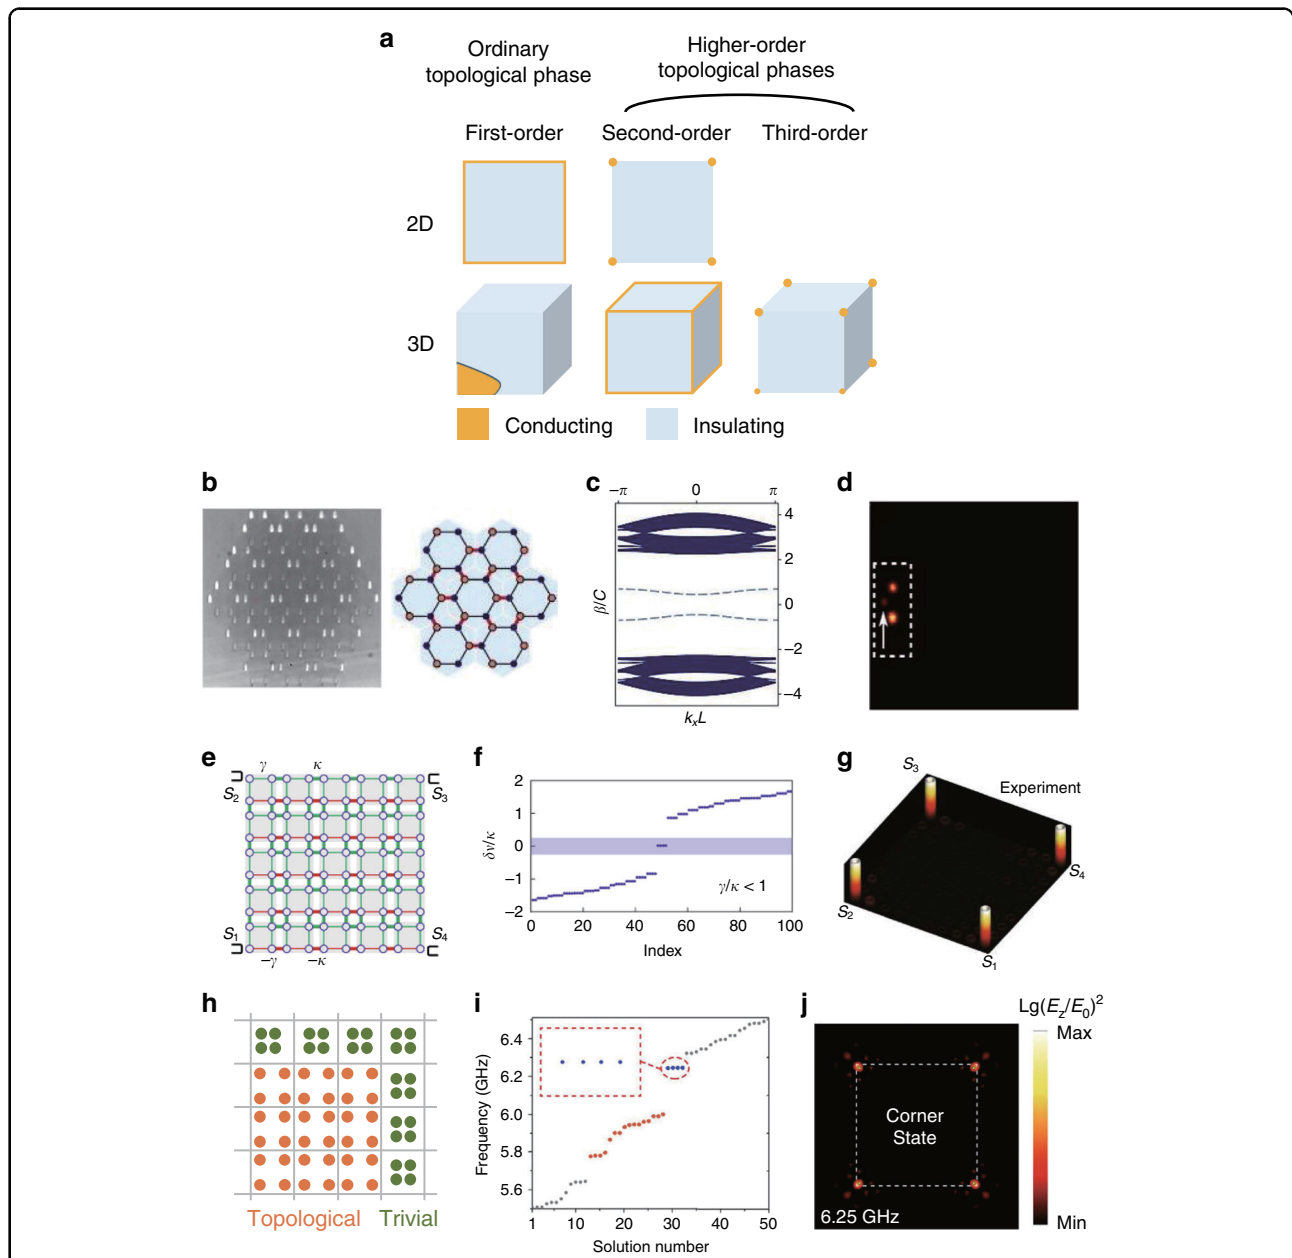 a
Ordinary
topological phase
Higher-order
topological phases
First-order
Second-order
Third-order
2D
3D
Conducting
Insulating
b
c
−π
0
π
4
2
0
−2
−4
β/C
kₓL
d
e
γ
κ
S₂
S₃
S₁
S₄
−γ
−κ
f
2
1
0
−1
−2
δν/κ
γ/κ < 1
0
20
40
60
80
100
Index
g
S₃
Experiment
S₄
S₂
S₁
h
Topological
Trivial
i
6.4
6.2
6.0
5.8
5.6
Frequency (GHz)
1
10
20
30
40
50
Solution number
j
Lg(E_z/E₀)²
Max
Min
Corner
State
6.25 GHz